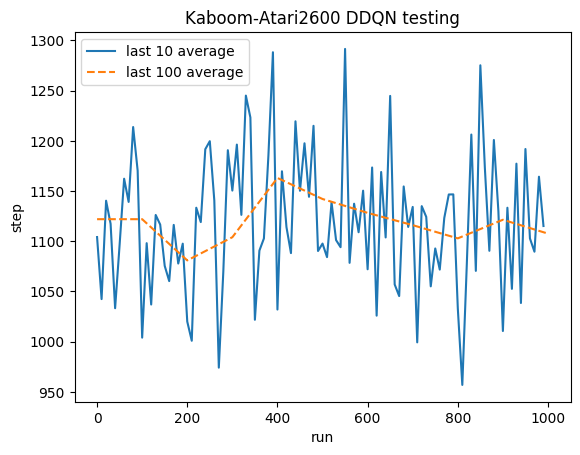 Kaboom-Atari2600 DDQN testing
last 10 average
last 100 average
step
1300
1250
1200
1150
1100
1050
1000
950
0 200 400 600 800 1000
run